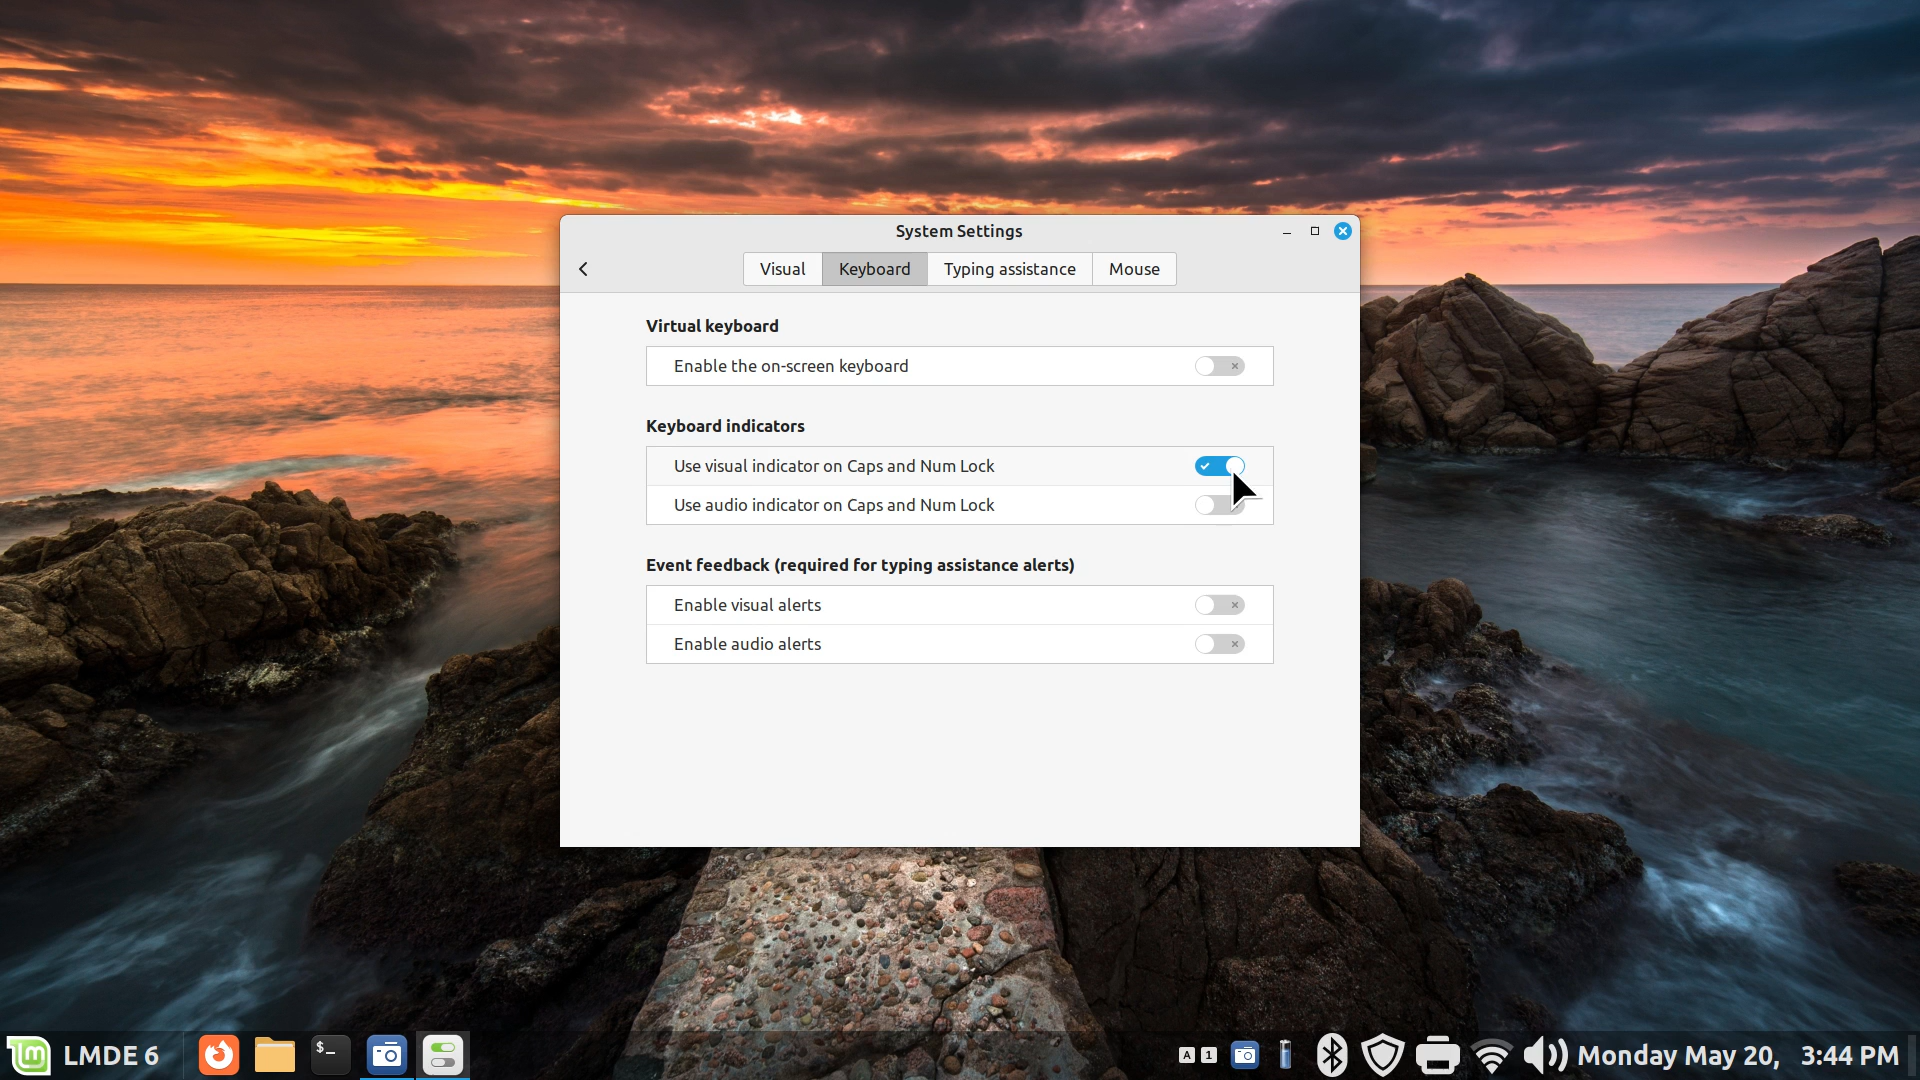 System Settings
Visual
Keyboard
Typing assistance
Mouse
Virtual keyboard
Enable the on-screen keyboard
Keyboard indicators
Use visual indicator on Caps and Num Lock
Use audio indicator on Caps and Num Lock
Event feedback (required for typing assistance alerts)
Enable visual alerts
Enable audio alerts
LMDE 6
$_
A 1
Monday May 20, 3:44 PM